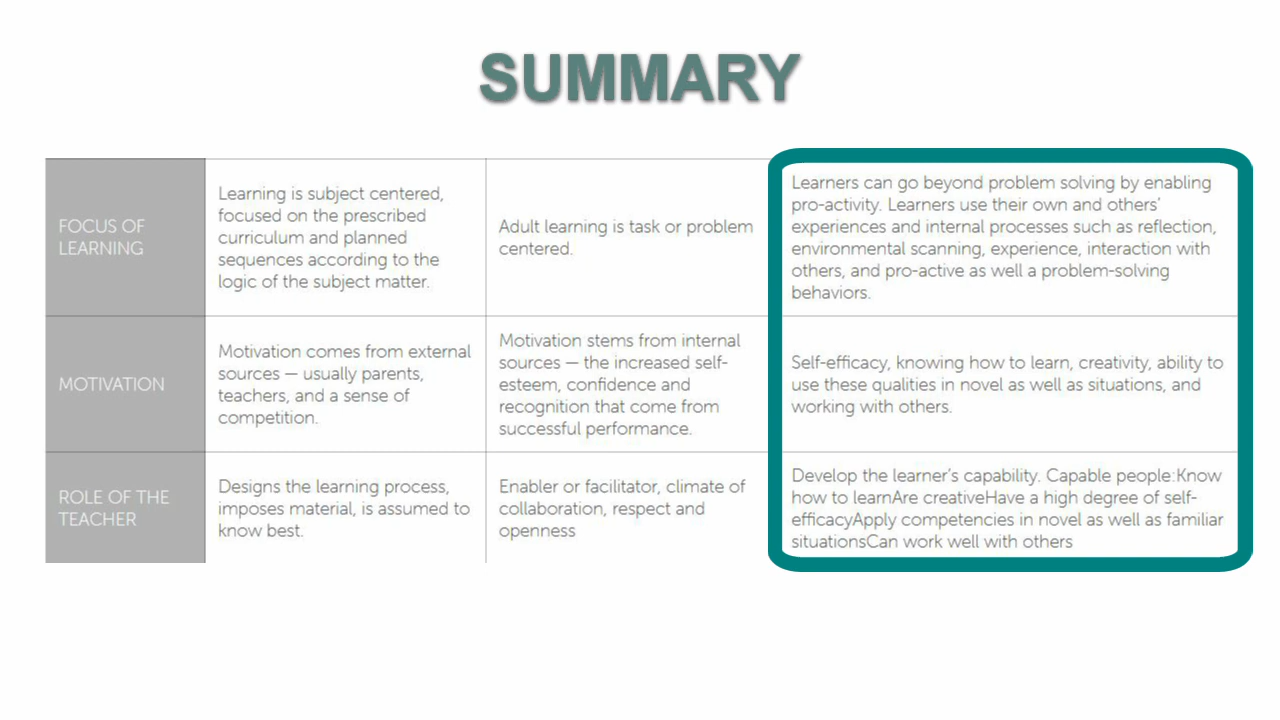 SUMMARY
FOCUS OF
LEARNING
Learning is subject centered,
focused on the prescribed
curriculum and planned
sequences according to the
logic of the subject matter.
Adult learning is task or problem
centered.
Learners can go beyond problem solving by enabling
pro-activity. Learners use their own and others'
experiences and internal processes such as reflection,
environmental scanning, experience, interaction with
others, and pro-active as well a problem-solving
behaviors.
MOTIVATION
Motivation comes from external
sources — usually parents,
teachers, and a sense of
competition.
Motivation stems from internal
sources — the increased self-
esteem, confidence and
recognition that come from
successful performance.
Self-efficacy, knowing how to learn, creativity, ability to
use these qualities in novel as well as situations, and
working with others.
ROLE OF THE
TEACHER
Designs the learning process,
imposes material, is assumed to
know best.
Enabler or facilitator, climate of
collaboration, respect and
openness
Develop the learner's capability. Capable people:Know
how to learnAre creativeHave a high degree of self-
efficacyApply competencies in novel as well as familiar
situationsCan work well with others